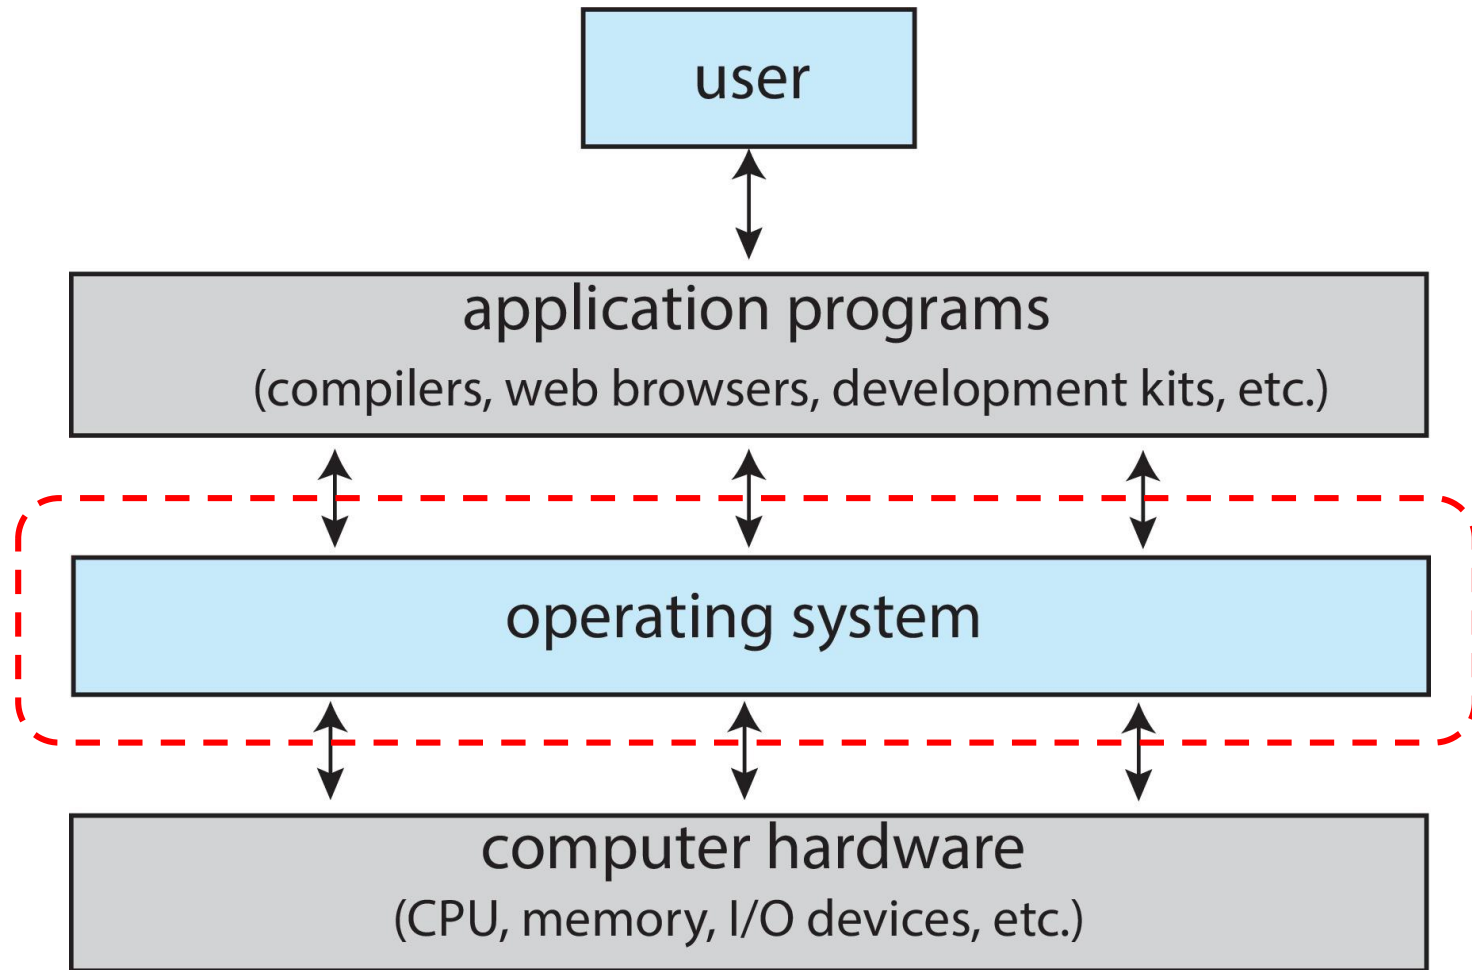 user
application programs
(compilers, web browsers, development kits, etc.)
operating system
computer hardware
(CPU, memory, I/O devices, etc.)